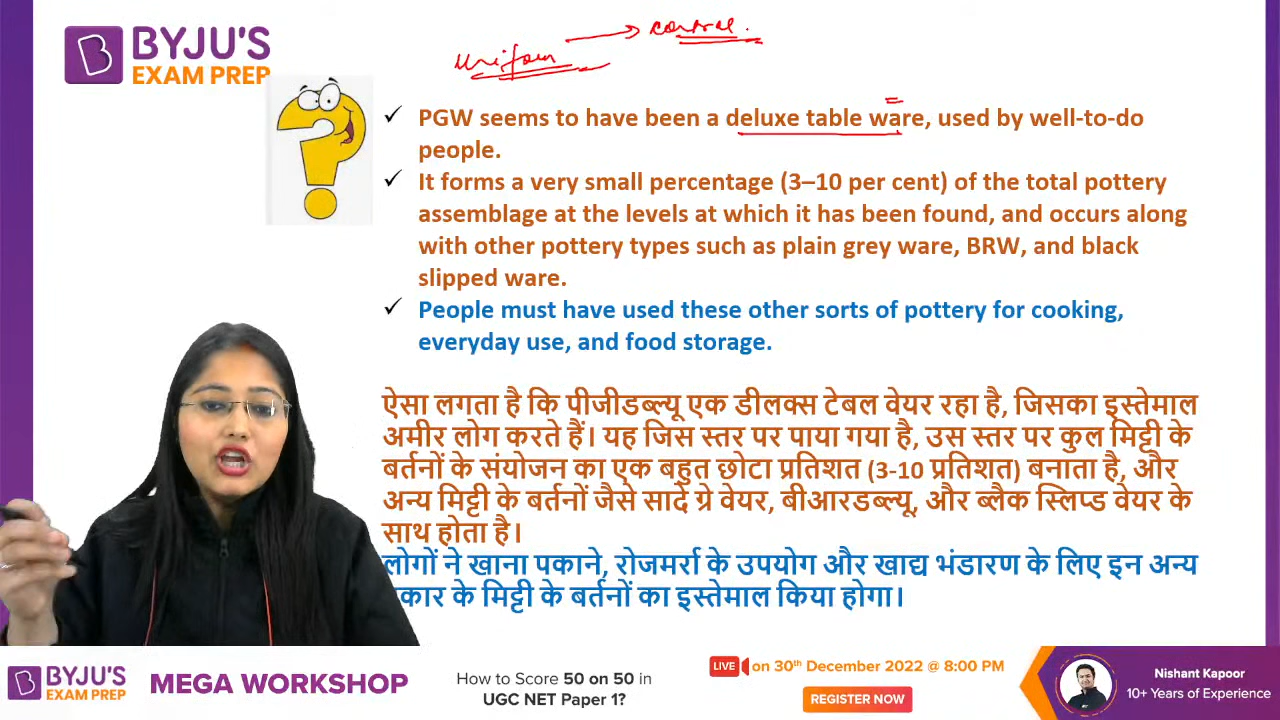 BYJU'S
EXAM PREP
uniform → control.
✓ PGW seems to have been a deluxe table ware, used by well-to-do
people.
✓ It forms a very small percentage (3–10 per cent) of the total pottery
assemblage at the levels at which it has been found, and occurs along
with other pottery types such as plain grey ware, BRW, and black
slipped ware.
✓ People must have used these other sorts of pottery for cooking,
everyday use, and food storage.
ऐसा लगता है कि पीजीडब्ल्यू एक डीलक्स टेबल वेयर रहा है, जिसका इस्तेमाल
अमीर लोग करते हैं। यह जिस स्तर पर पाया गया है, उस स्तर पर कुल मिट्टी के
बर्तनों के संयोजन का एक बहुत छोटा प्रतिशत (3-10 प्रतिशत) बनाता है, और
अन्य मिट्टी के बर्तनों जैसे सादे ग्रे वेयर, बीआरडब्ल्यू, और ब्लैक स्लिप्ड वेयर के
साथ होता है।
लोगों ने खाना पकाने, रोजमर्रा के उपयोग और खाद्य भंडारण के लिए इन अन्य
कार के मिट्टी के बर्तनों का इस्तेमाल किया होगा।
BYJU'S
EXAM PREP
MEGA WORKSHOP
How to Score 50 on 50 in
UGC NET Paper 1?
LIVE on 30th December 2022 @ 8:00 PM
REGISTER NOW
Nishant Kapoor
10+ Years of Experience